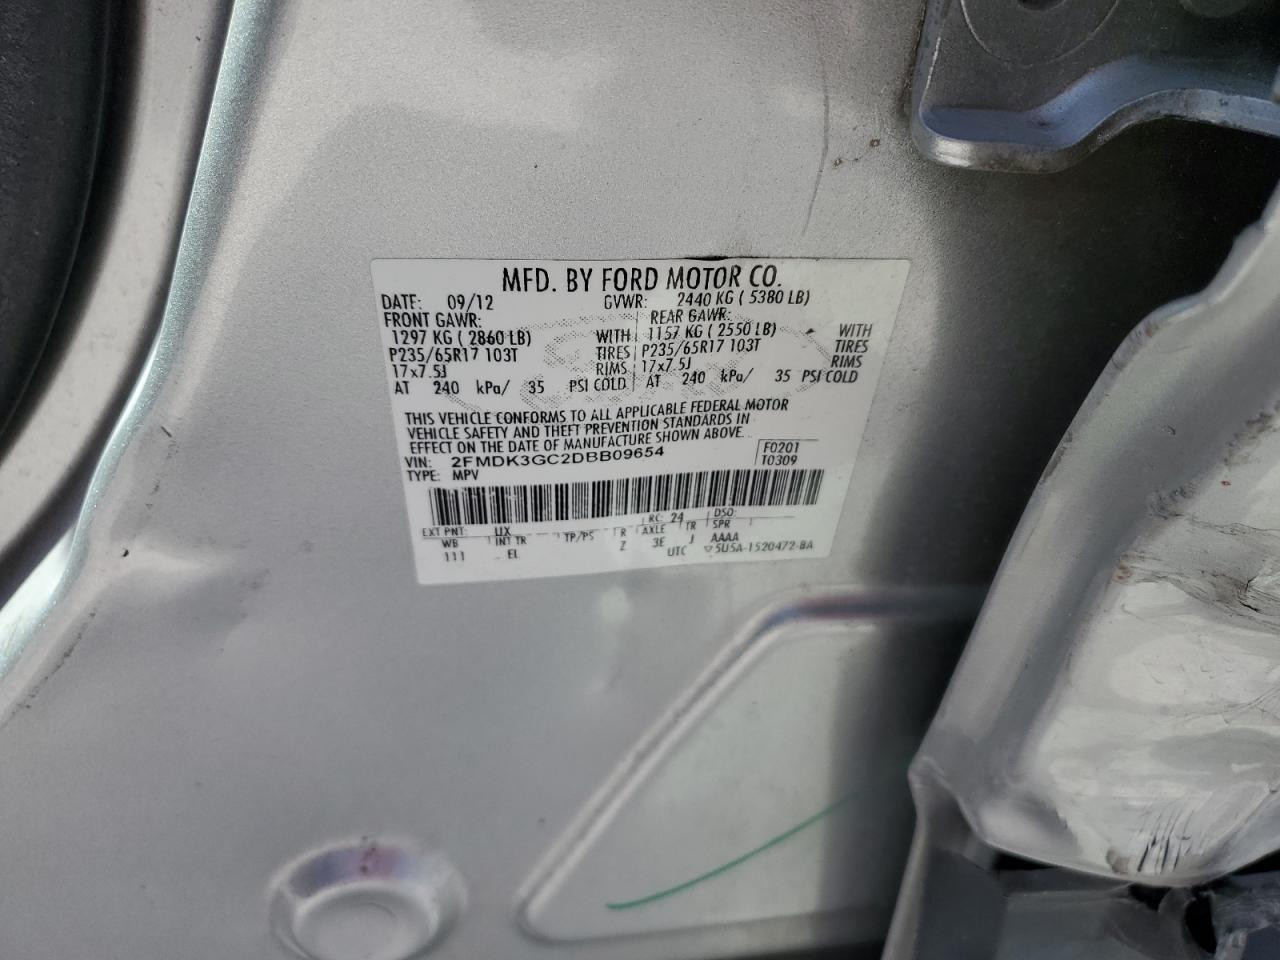 MFD. BY FORD MOTOR CO.
DATE: 09/12 GVWR: 2440 KG ( 5380 LB)
FRONT GAWR: REAR GAWR:
1297 KG ( 2860 LB) WITH 1157 KG ( 2550 LB) WITH
P235/65R17 103T TIRES P235/65R17 103T TIRES
17x7.5J RIMS 17x7.5J RIMS
AT 240 kPa/ 35 PSI COLD AT 240 kPa/ 35 PSI COLD
THIS VEHICLE CONFORMS TO ALL APPLICABLE FEDERAL MOTOR
VEHICLE SAFETY AND THEFT PREVENTION STANDARDS IN
EFFECT ON THE DATE OF MANUFACTURE SHOWN ABOVE.
VIN: 2FMDK3GC2DBB09654 F0201
TYPE: MPV T0309
EXT PNT: UX RC: 24 DSO:
WB INT TR TP/PS R AXLE TR SPR
111 EL Z 3E J AAAA
UTC ▽5U5A-1520472-BA